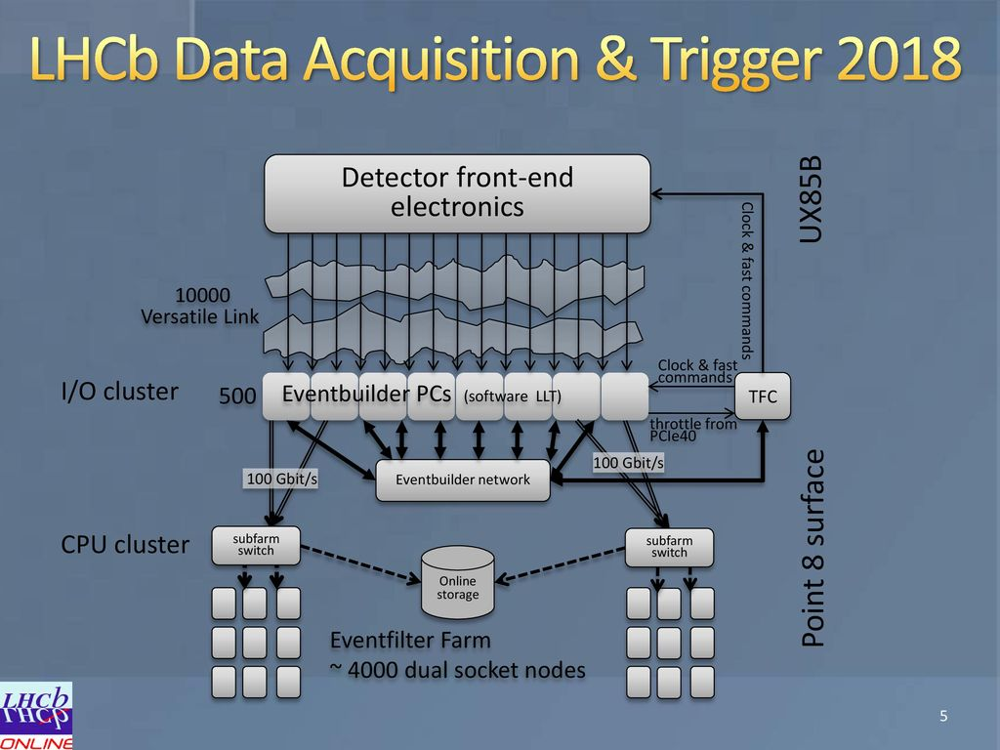 LHCb Data Acquisition & Trigger 2018
Detector front-end
electronics
UX85B
Clock & fast commands
10000
Versatile Link
Clock & fast
commands
I/O cluster
500
Eventbuilder PCs (software LLT)
TFC
throttle from
PCIe40
100 Gbit/s
100 Gbit/s
Eventbuilder network
Point 8 surface
CPU cluster
subfarm
switch
subfarm
switch
Online
storage
Eventfilter Farm
~ 4000 dual socket nodes
LHCb
LHCb
ONLINE
5